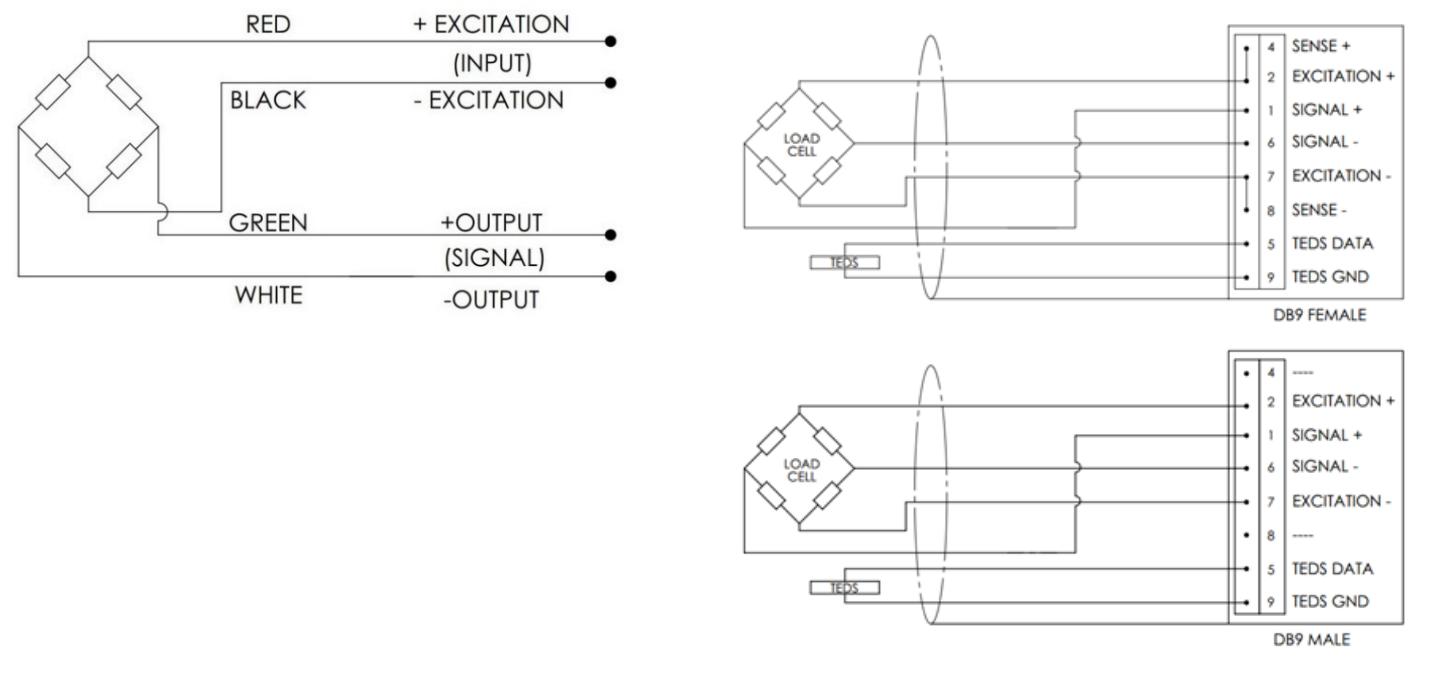 RED + EXCITATION
(INPUT)
BLACK - EXCITATION
GREEN +OUTPUT
(SIGNAL)
WHITE -OUTPUT
LOAD
CELL
TEDS
4 SENSE +
2 EXCITATION +
1 SIGNAL +
6 SIGNAL -
7 EXCITATION -
8 SENSE -
5 TEDS DATA
9 TEDS GND
DB9 FEMALE
LOAD
CELL
TEDS
4 ----
2 EXCITATION +
1 SIGNAL +
6 SIGNAL -
7 EXCITATION -
8 ----
5 TEDS DATA
9 TEDS GND
DB9 MALE